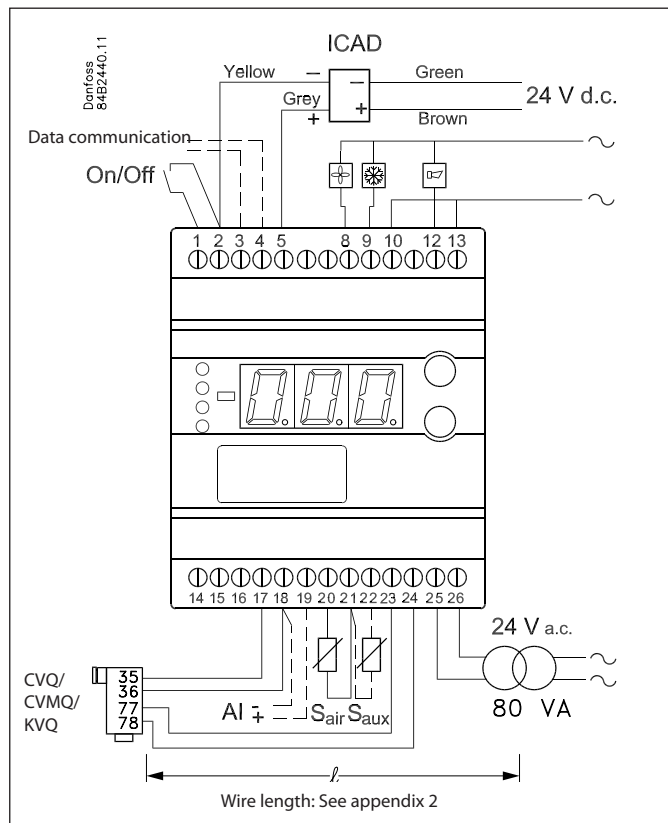 Danfoss
84B2440.11
ICAD
Yellow − − Green
Grey + + Brown
24 V d.c.
Data communication
On/Off
1 2 3 4 5 8 9 10 12 13
0.0.0.
14 15 16 17 18 19 20 21 22 23 24 25 26
24 V a.c.
80 VA
CVQ/
CVMQ/
KVQ
35
36
77
78
AI - +
Sair Saux
ℓ
Wire length: See appendix 2